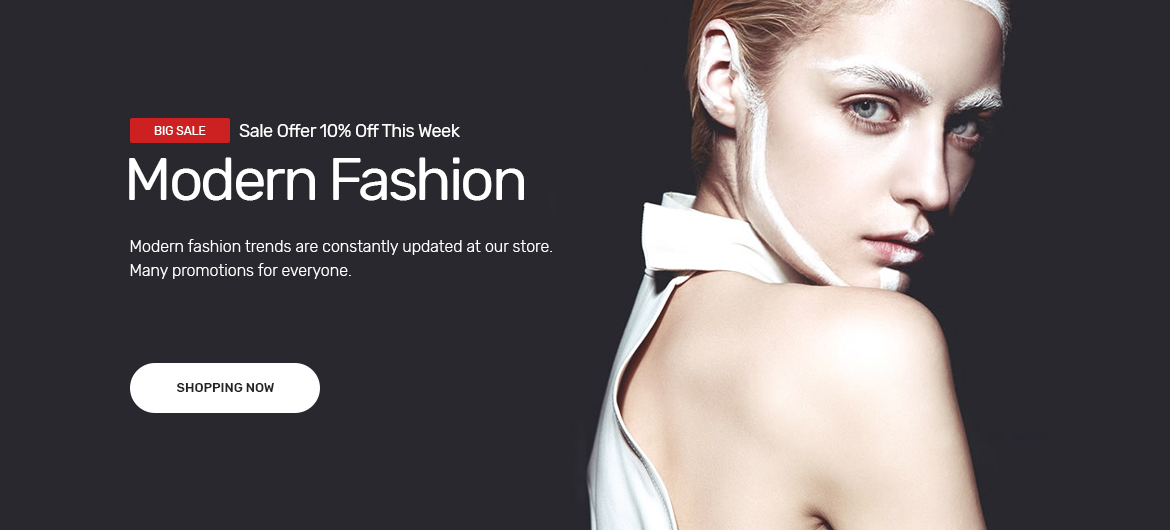 BIG SALE Sale Offer 10% Off This Week
Modern Fashion
Modern fashion trends are constantly updated at our store.
Many promotions for everyone.
SHOPPING NOW